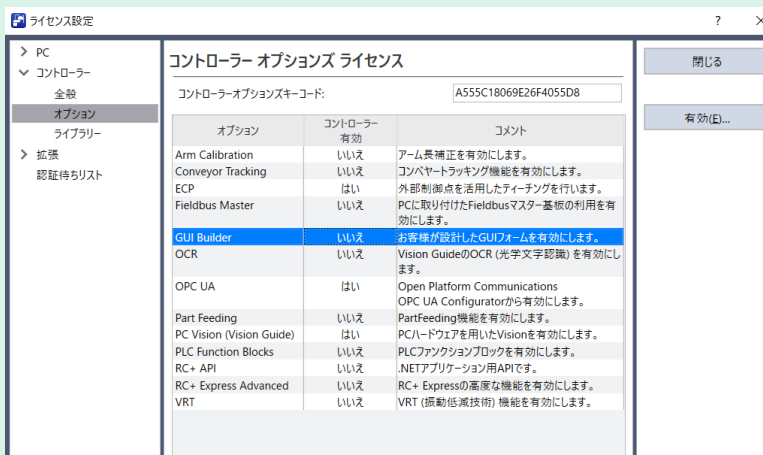 ライセンス設定
?
PC
コントローラー
全般
オプション
ライブラリー
拡張
認証待ちリスト
コントローラー オプションズ ライセンス
コントローラーオプションズキーコード: A555C18069E26F4055D8
オプション コントローラー有効 コメント
Arm Calibration いいえ アーム長補正を有効にします。
Conveyor Tracking いいえ コンベヤートラッキング機能を有効にします。
ECP はい 外部制御点を活用したティーチングを行います。
Fieldbus Master いいえ PCに取り付けたFieldbusマスター基板の利用を有
効にします。
GUI Builder いいえ お客様が設計したGUIフォームを有効にします。
OCR いいえ Vision GuideのOCR (光学文字認識) を有効にし
ます。
OPC UA はい Open Platform Communications
OPC UA Configuratorから有効にします。
Part Feeding いいえ PartFeeding機能を有効にします。
PC Vision (Vision Guide) はい PCハードウェアを用いたVisionを有効にします。
PLC Function Blocks いいえ PLCファンクションブロックを有効にします。
RC+ API いいえ .NETアプリケーション用APIです。
RC+ Express Advanced いいえ RC+ Expressの高度な機能を有効にします。
VRT いいえ VRT (振動低減技術) 機能を有効にします。
閉じる
有効(E)...